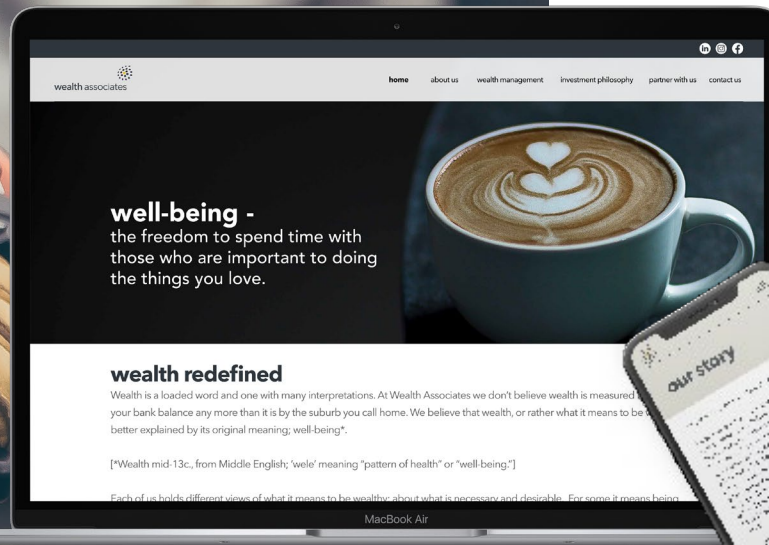 wealth associates
home about us wealth management investment philosophy partner with us contact us
well-being -
the freedom to spend time with
those who are important to doing
the things you love.
wealth redefined
Wealth is a loaded word and one with many interpretations. At Wealth Associates we don't believe wealth is measured
your bank balance any more than it is by the suburb you call home. We believe that wealth, or rather what it means to be
better explained by its original meaning; well-being*.
[*Wealth mid-13c., from Middle English; 'wele' meaning "pattern of health" or "well-being."]
Each of us holds different views of what it means to be wealthy; about what is necessary and desirable. For some it means being
MacBook Air
our story